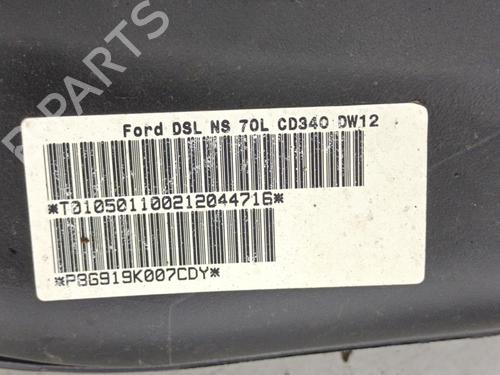 Ford DSL NS 70L CD340 DW12
*T010501100212044716*
*P8G919K007CDY*
B-PARTS